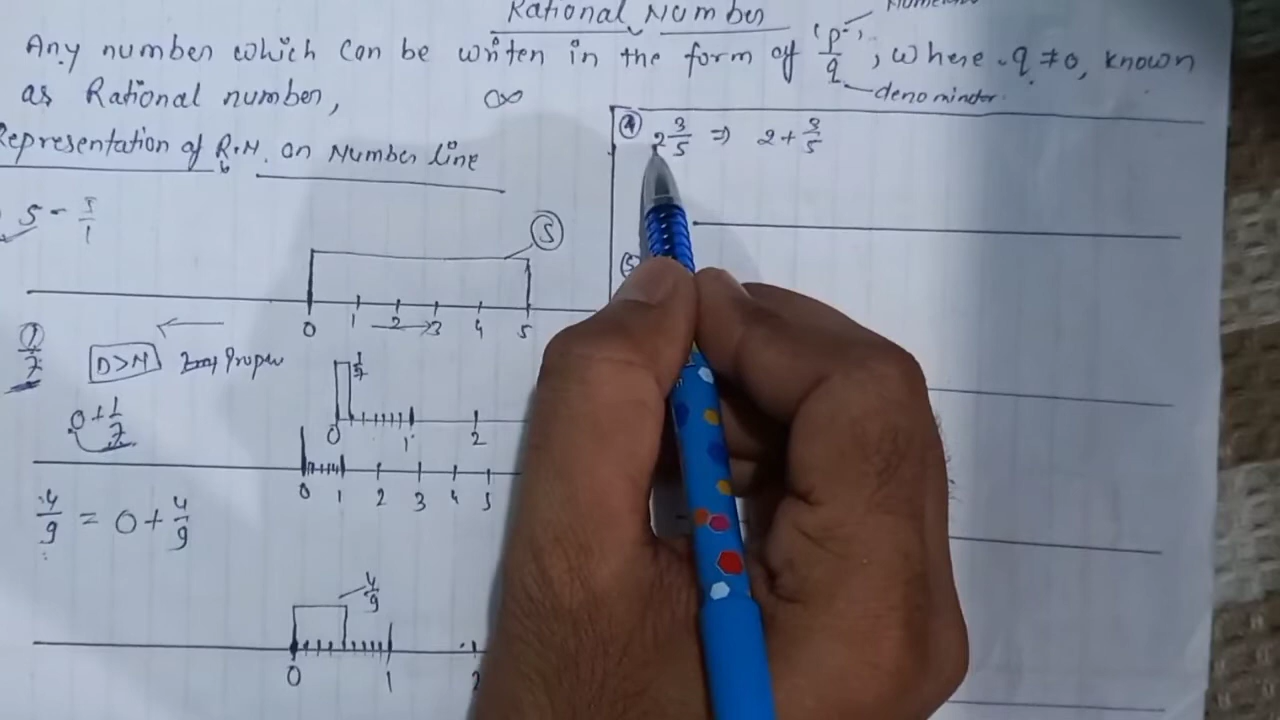 Rational Number
Any number which can be written in the form of 'p'/q, where q ≠ 0, known
denominator
as Rational number, ∞
Representation of R.N. on Number line
5 - 5/1
5
0 1 2 3 4 5
1/7 D>N Proper
1/7
0 + 1/7
0 1 2
0 1 2 3 4 5
4/9 = 0 + 4/9
4/9
0 1 2
(4) 2 3/5 ⇒ 2 + 3/5
(5)